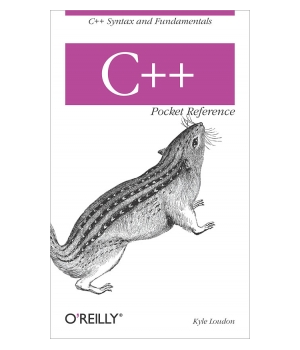 C++ Syntax and Fundamentals
C++
Pocket Reference
O'REILLY®
Kyle Loudon